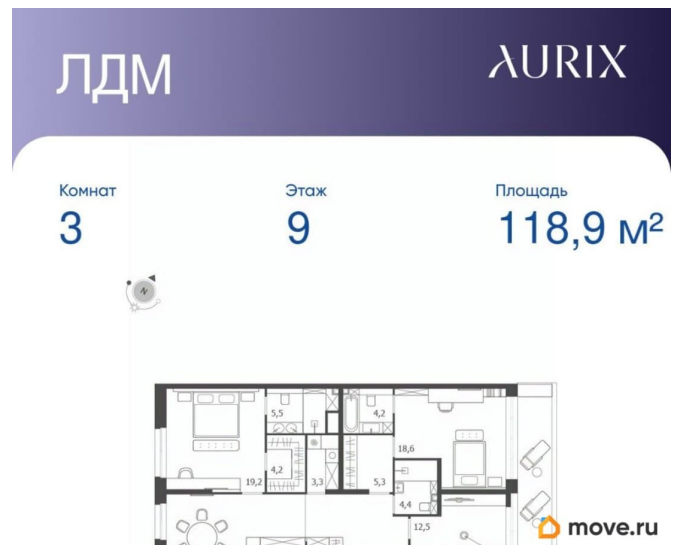 ЛДМ
AURIX
Комнат Этаж Площадь
3 9 118,9 м²
N
5,5 4,2
18,6
4,2 19,2 3,3 5,3
4,4
12,5
move.ru